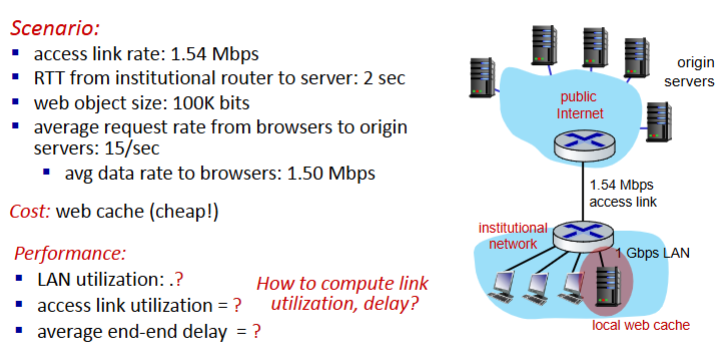 Scenario:
▪ access link rate: 1.54 Mbps
▪ RTT from institutional router to server: 2 sec
▪ web object size: 100K bits
▪ average request rate from browsers to origin
servers: 15/sec
▪ avg data rate to browsers: 1.50 Mbps
Cost: web cache (cheap!)
Performance:
▪ LAN utilization: .?
▪ access link utilization = ?
▪ average end-end delay = ?
How to compute link
utilization, delay?
origin
servers
public
Internet
1.54 Mbps
access link
institutional
network
1 Gbps LAN
local web cache